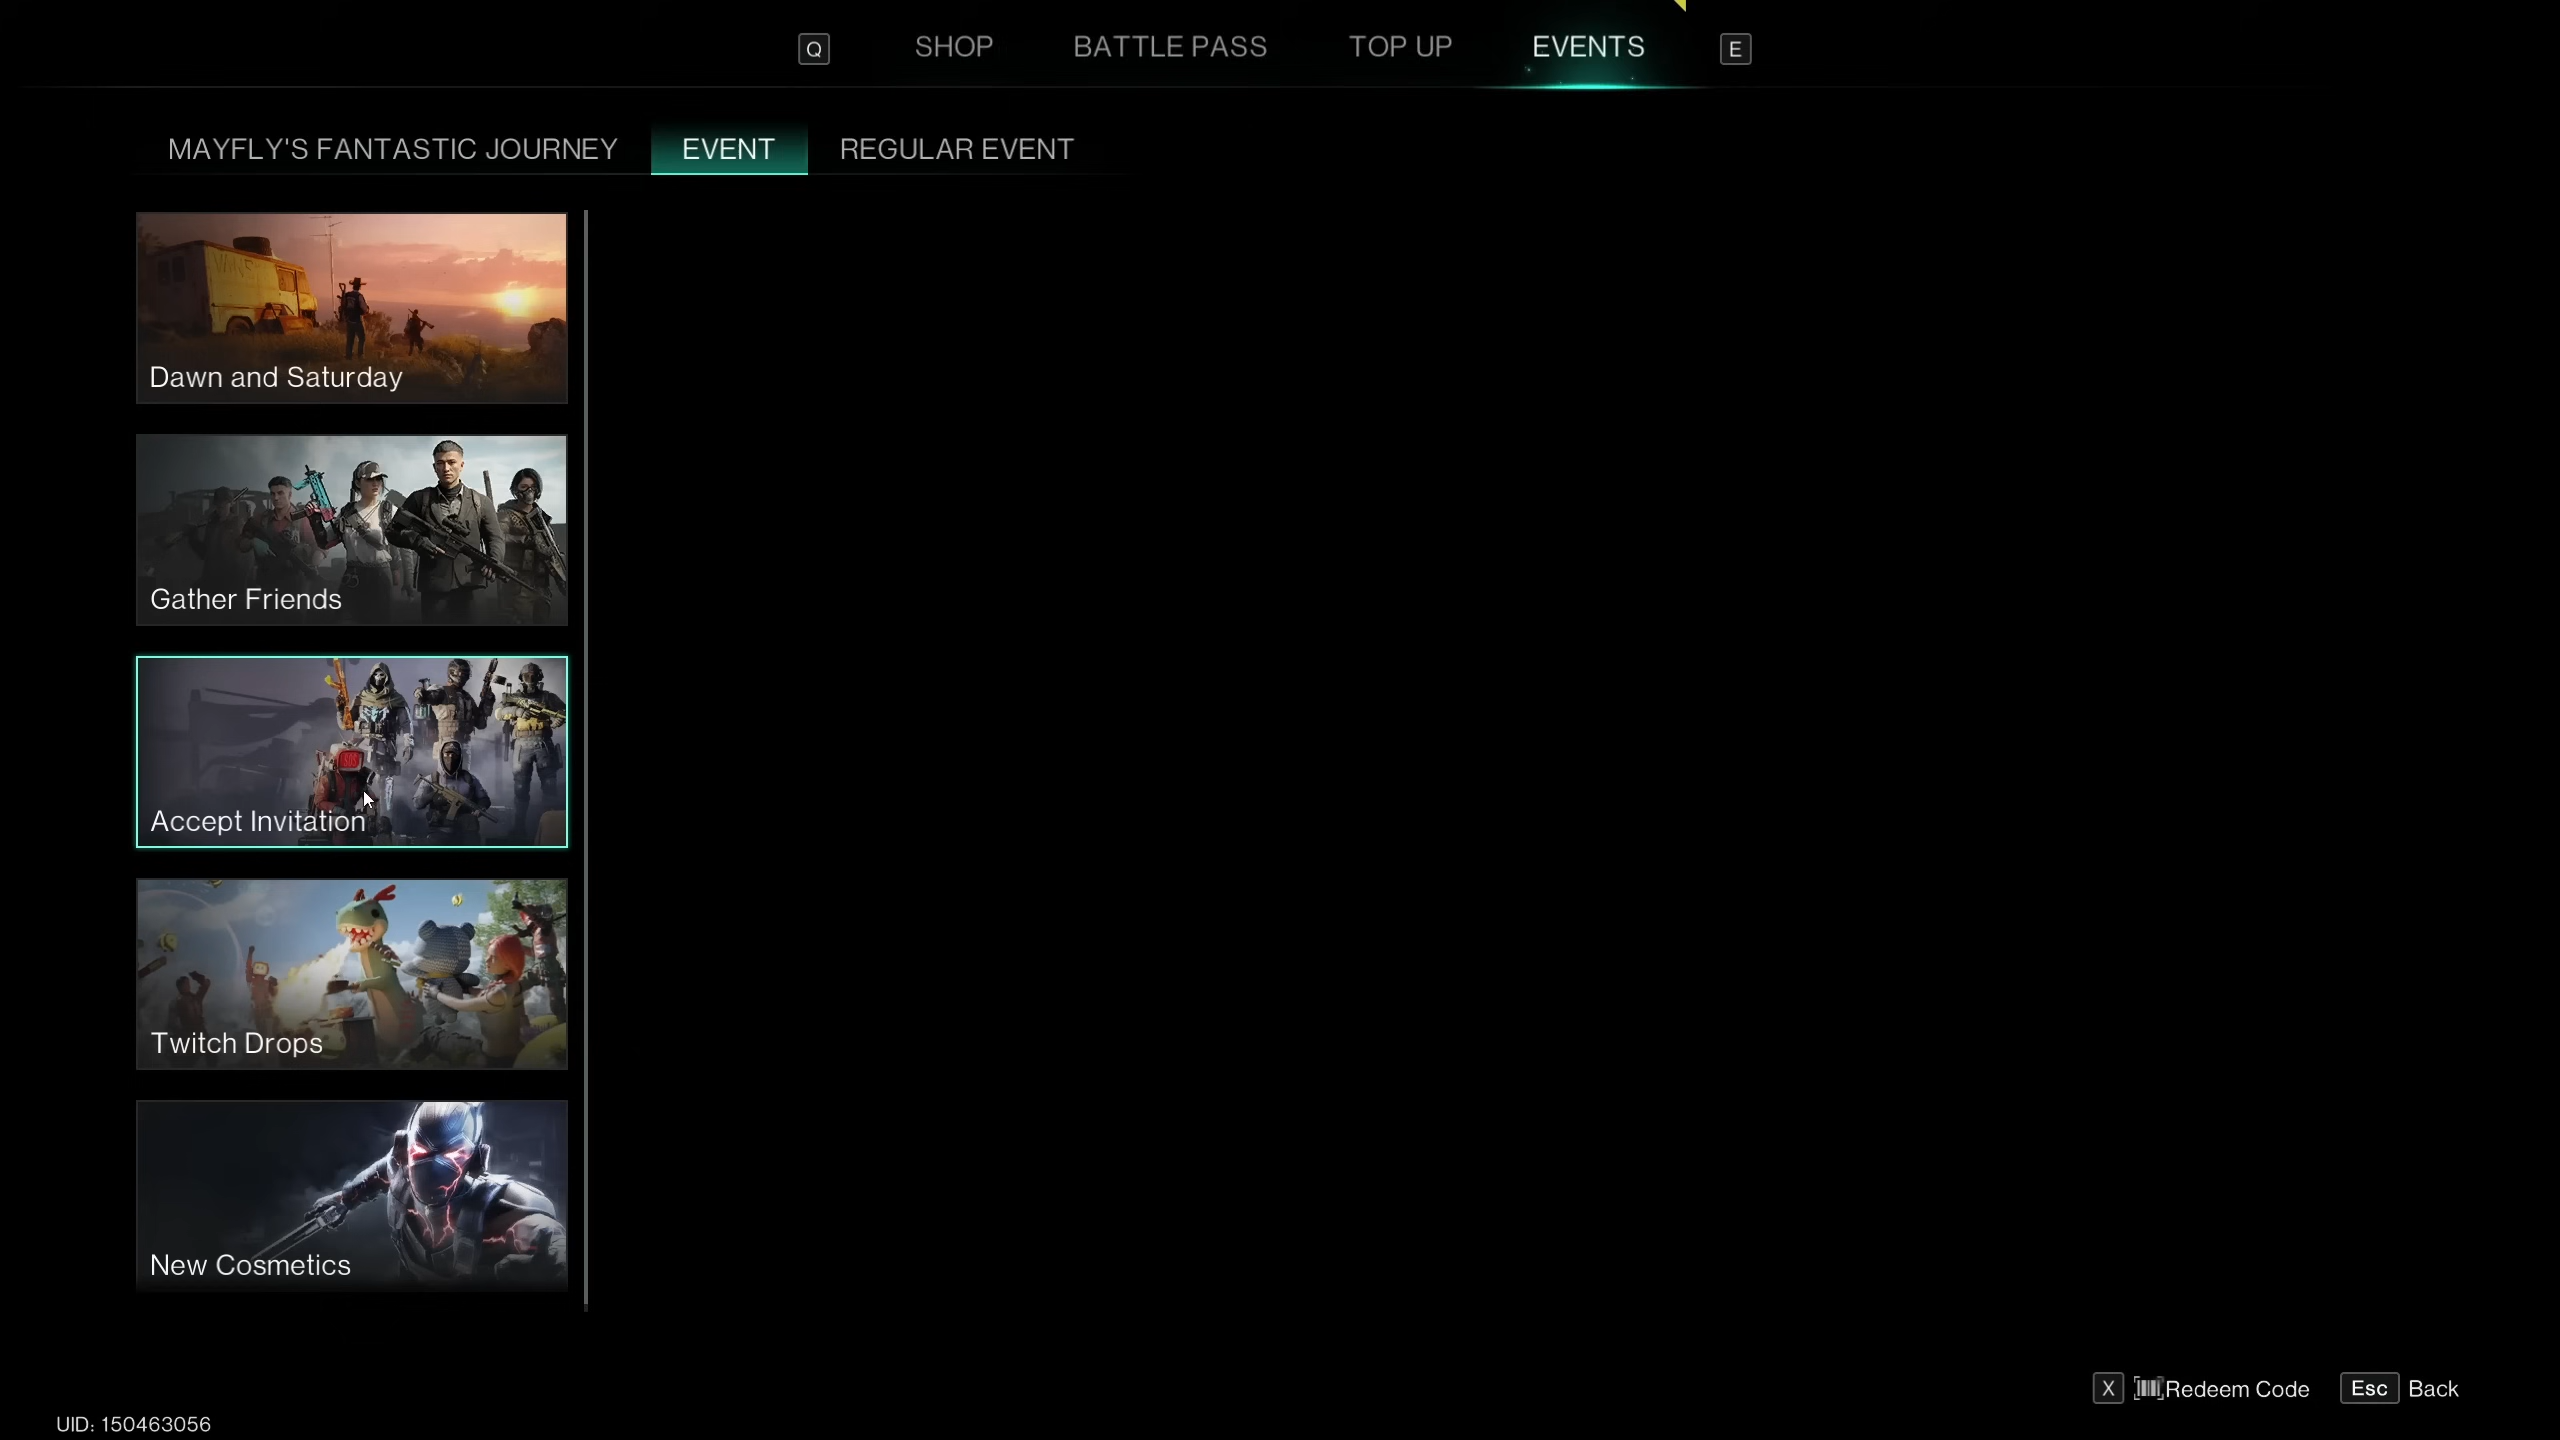 Q SHOP BATTLE PASS TOP UP EVENTS E
MAYFLY'S FANTASTIC JOURNEY EVENT REGULAR EVENT
Dawn and Saturday
Gather Friends
SOS
Accept Invitation
Twitch Drops
New Cosmetics
X Redeem Code Esc Back
UID: 150463056